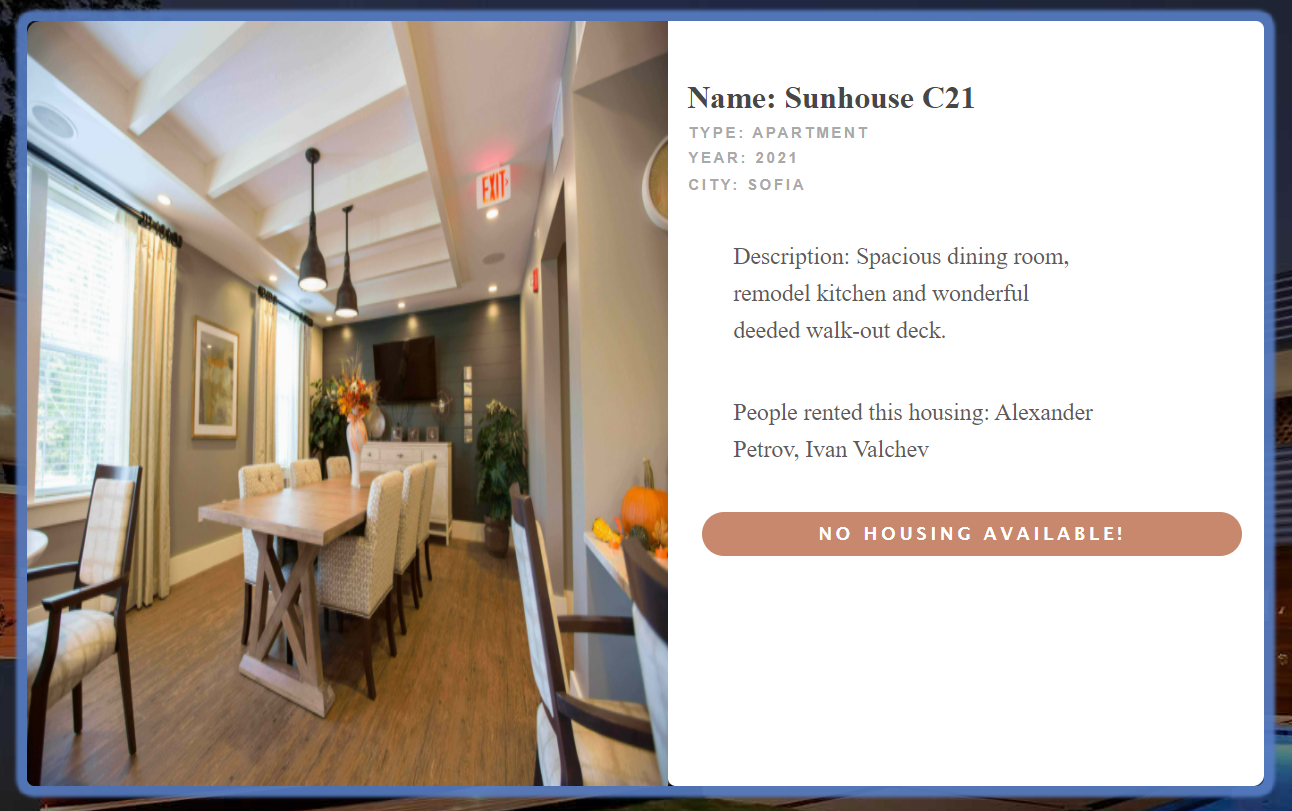 EXIT
Name: Sunhouse C21
TYPE: APARTMENT
YEAR: 2021
CITY: SOFIA
Description: Spacious dining room,
remodel kitchen and wonderful
deeded walk-out deck.
People rented this housing: Alexander
Petrov, Ivan Valchev
NO HOUSING AVAILABLE!